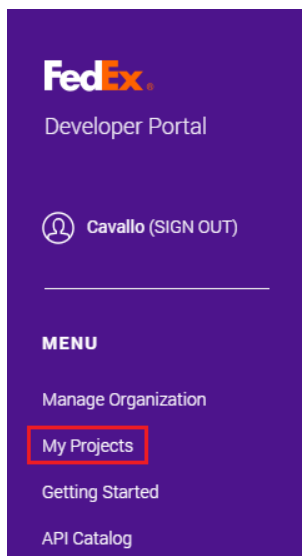 FedEx®
Developer Portal
Cavallo (SIGN OUT)
MENU
Manage Organization
My Projects
Getting Started
API Catalog